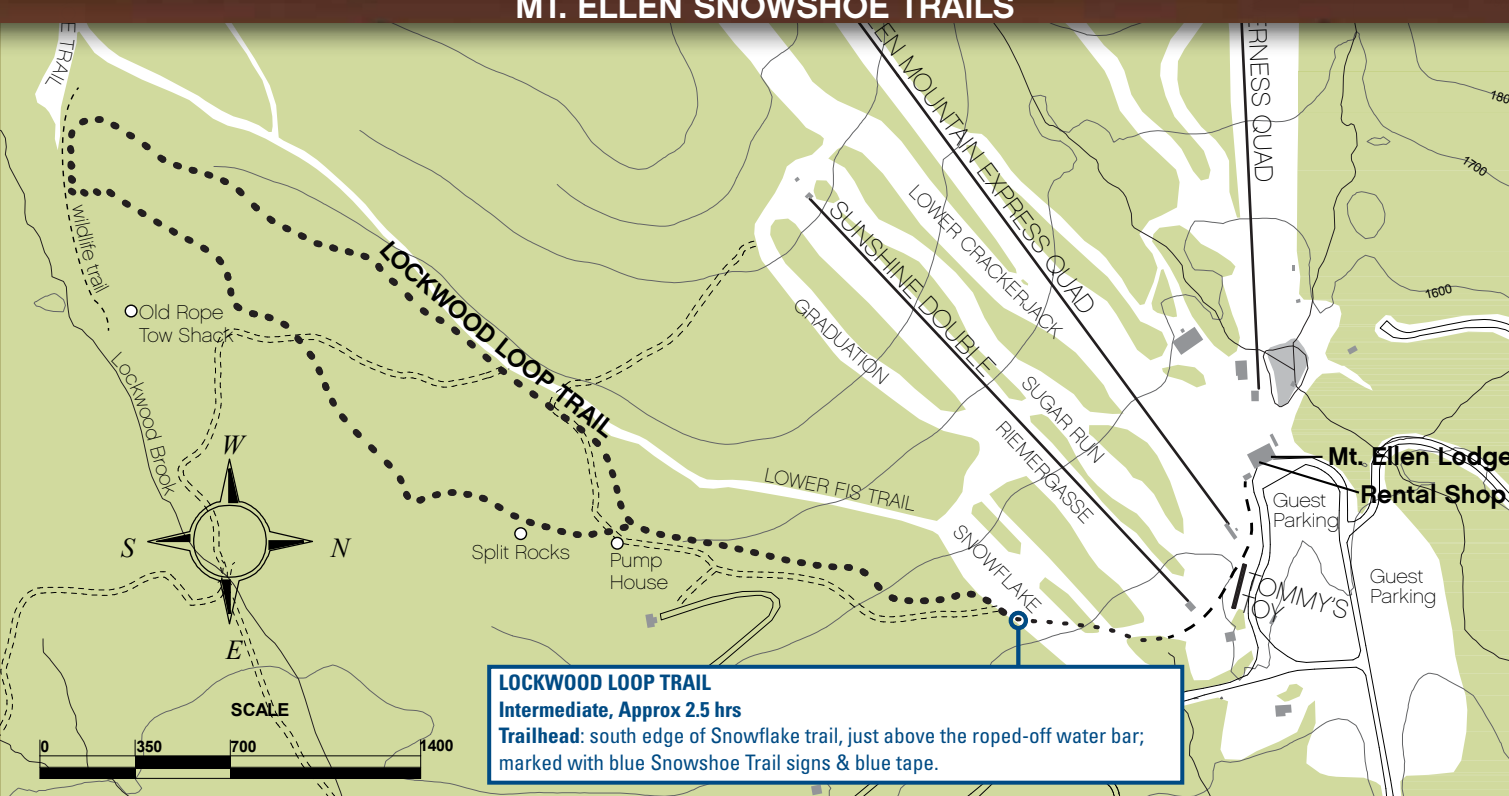 MT. ELLEN SNOWSHOE TRAILS
E TRAIL
EN MOUNTAIN EXPRESS QUAD
ERNESS QUAD
180
1700
1600
wildlife trail
Old Rope
Tow Shack
Lockwood Brook
LOCKWOOD LOOP TRAIL
SUNSHINE DOUBLE
LOWER CRACKERJACK
GRADUATION
SUGAR RUN
RIEMERGASSE
LOWER FIS TRAIL
SNOWFLAKE
Mt. Ellen Lodge
Rental Shop
Guest
Parking
Guest
Parking
TOMMY'S
TOY
Split Rocks
Pump
House
W
S
N
E
SCALE
0 350 700 1400
LOCKWOOD LOOP TRAIL
Intermediate, Approx 2.5 hrs
Trailhead: south edge of Snowflake trail, just above the roped-off water bar;
marked with blue Snowshoe Trail signs & blue tape.